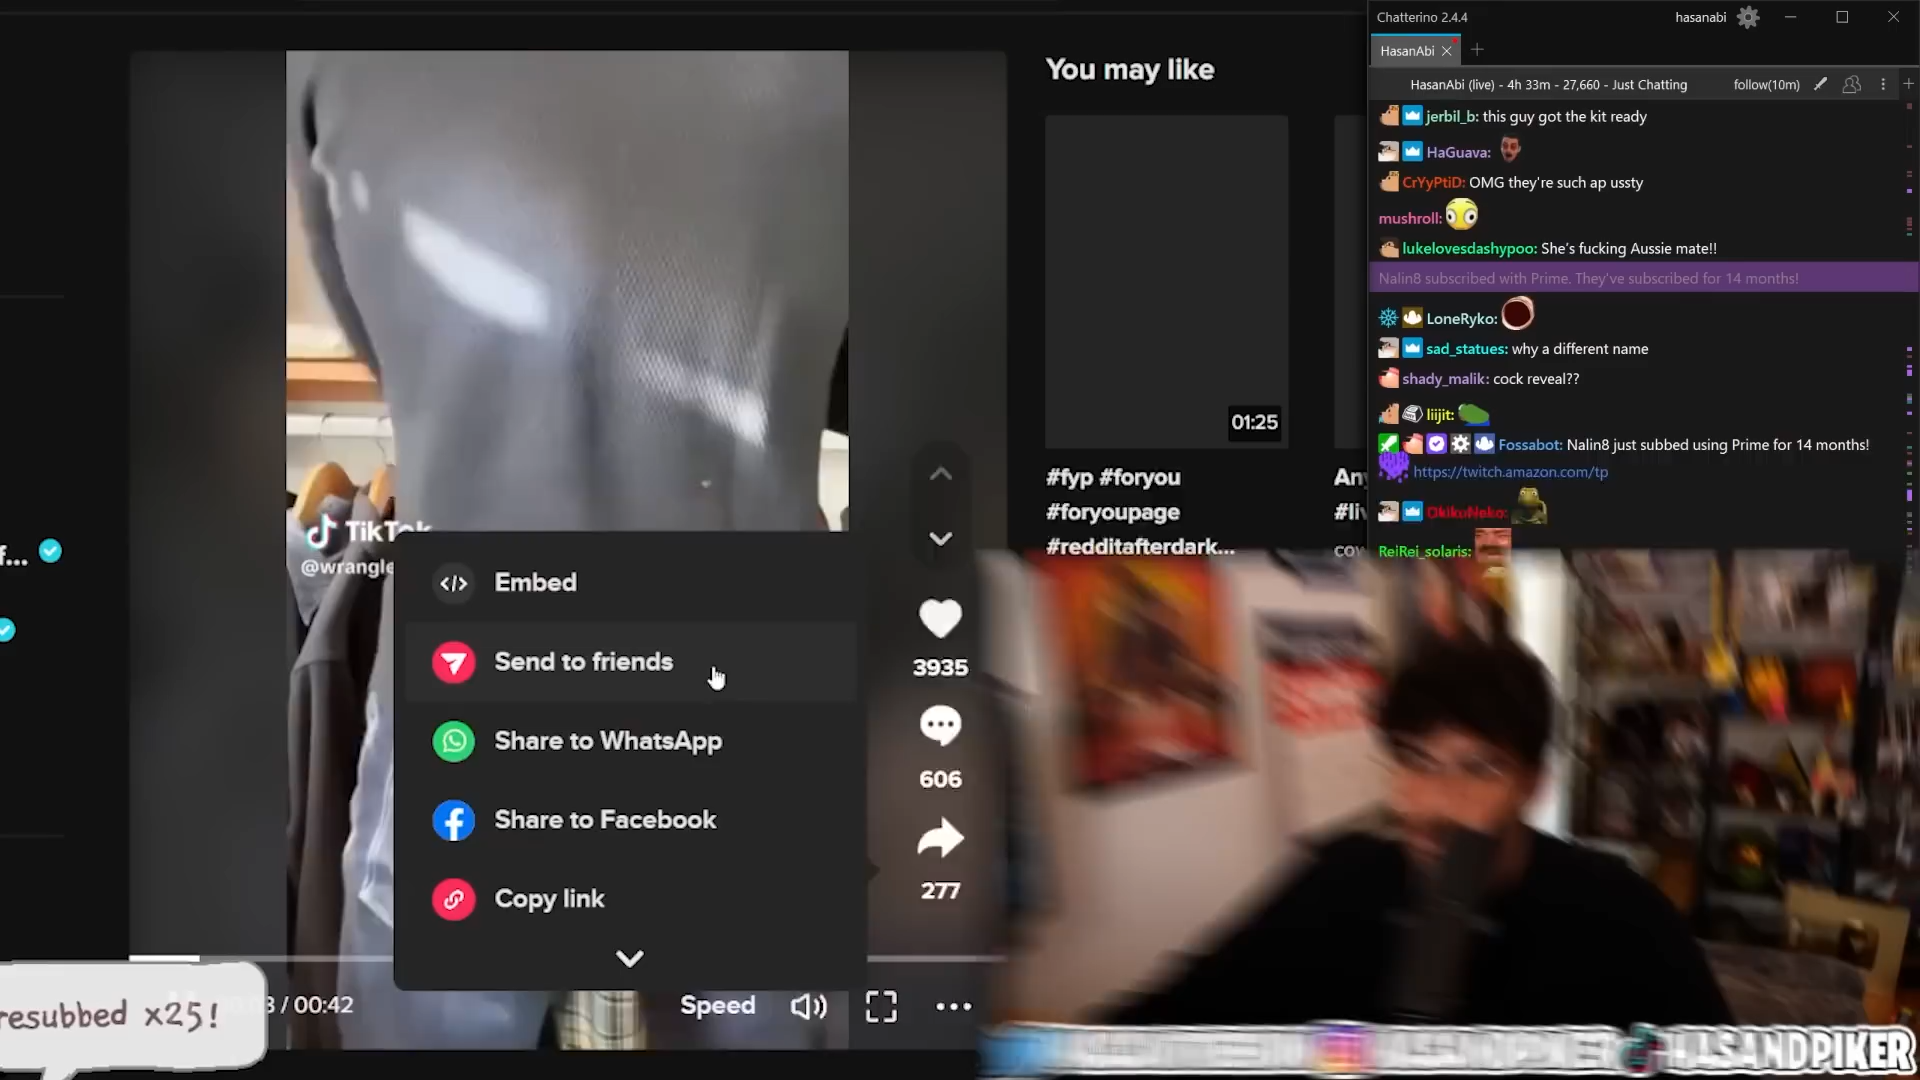 Chatterino 2.4.4
hasanabi
HasanAbi
HasanAbi (live) - 4h 33m - 27,660 - Just Chatting
follow(10m)
jerbil_b: this guy got the kit ready
HaGuava:
CrYyPtiD: OMG they're such ap ussty
mushroll:
lukelovesdashypoo: She's fucking Aussie mate!!
Nalin8 subscribed with Prime. They've subscribed for 14 months!
LoneRyko:
sad_statues: why a different name
shady_malik: cock reveal??
liijit:
Fossabot: Nalin8 just subbed using Prime for 14 months!
https://twitch.amazon.com/tp
OkikuNeko:
ReiRei_solaris:
You may like
01:25
#fyp #foryou
#foryoupage
#redditafterdark...
Any
#liv
cow
f...
TikTok
@wrangle
Embed
Send to friends
Share to WhatsApp
Share to Facebook
Copy link
3935
606
277
resubbed x25!
/ 00:42
Speed
HASANDPIKER